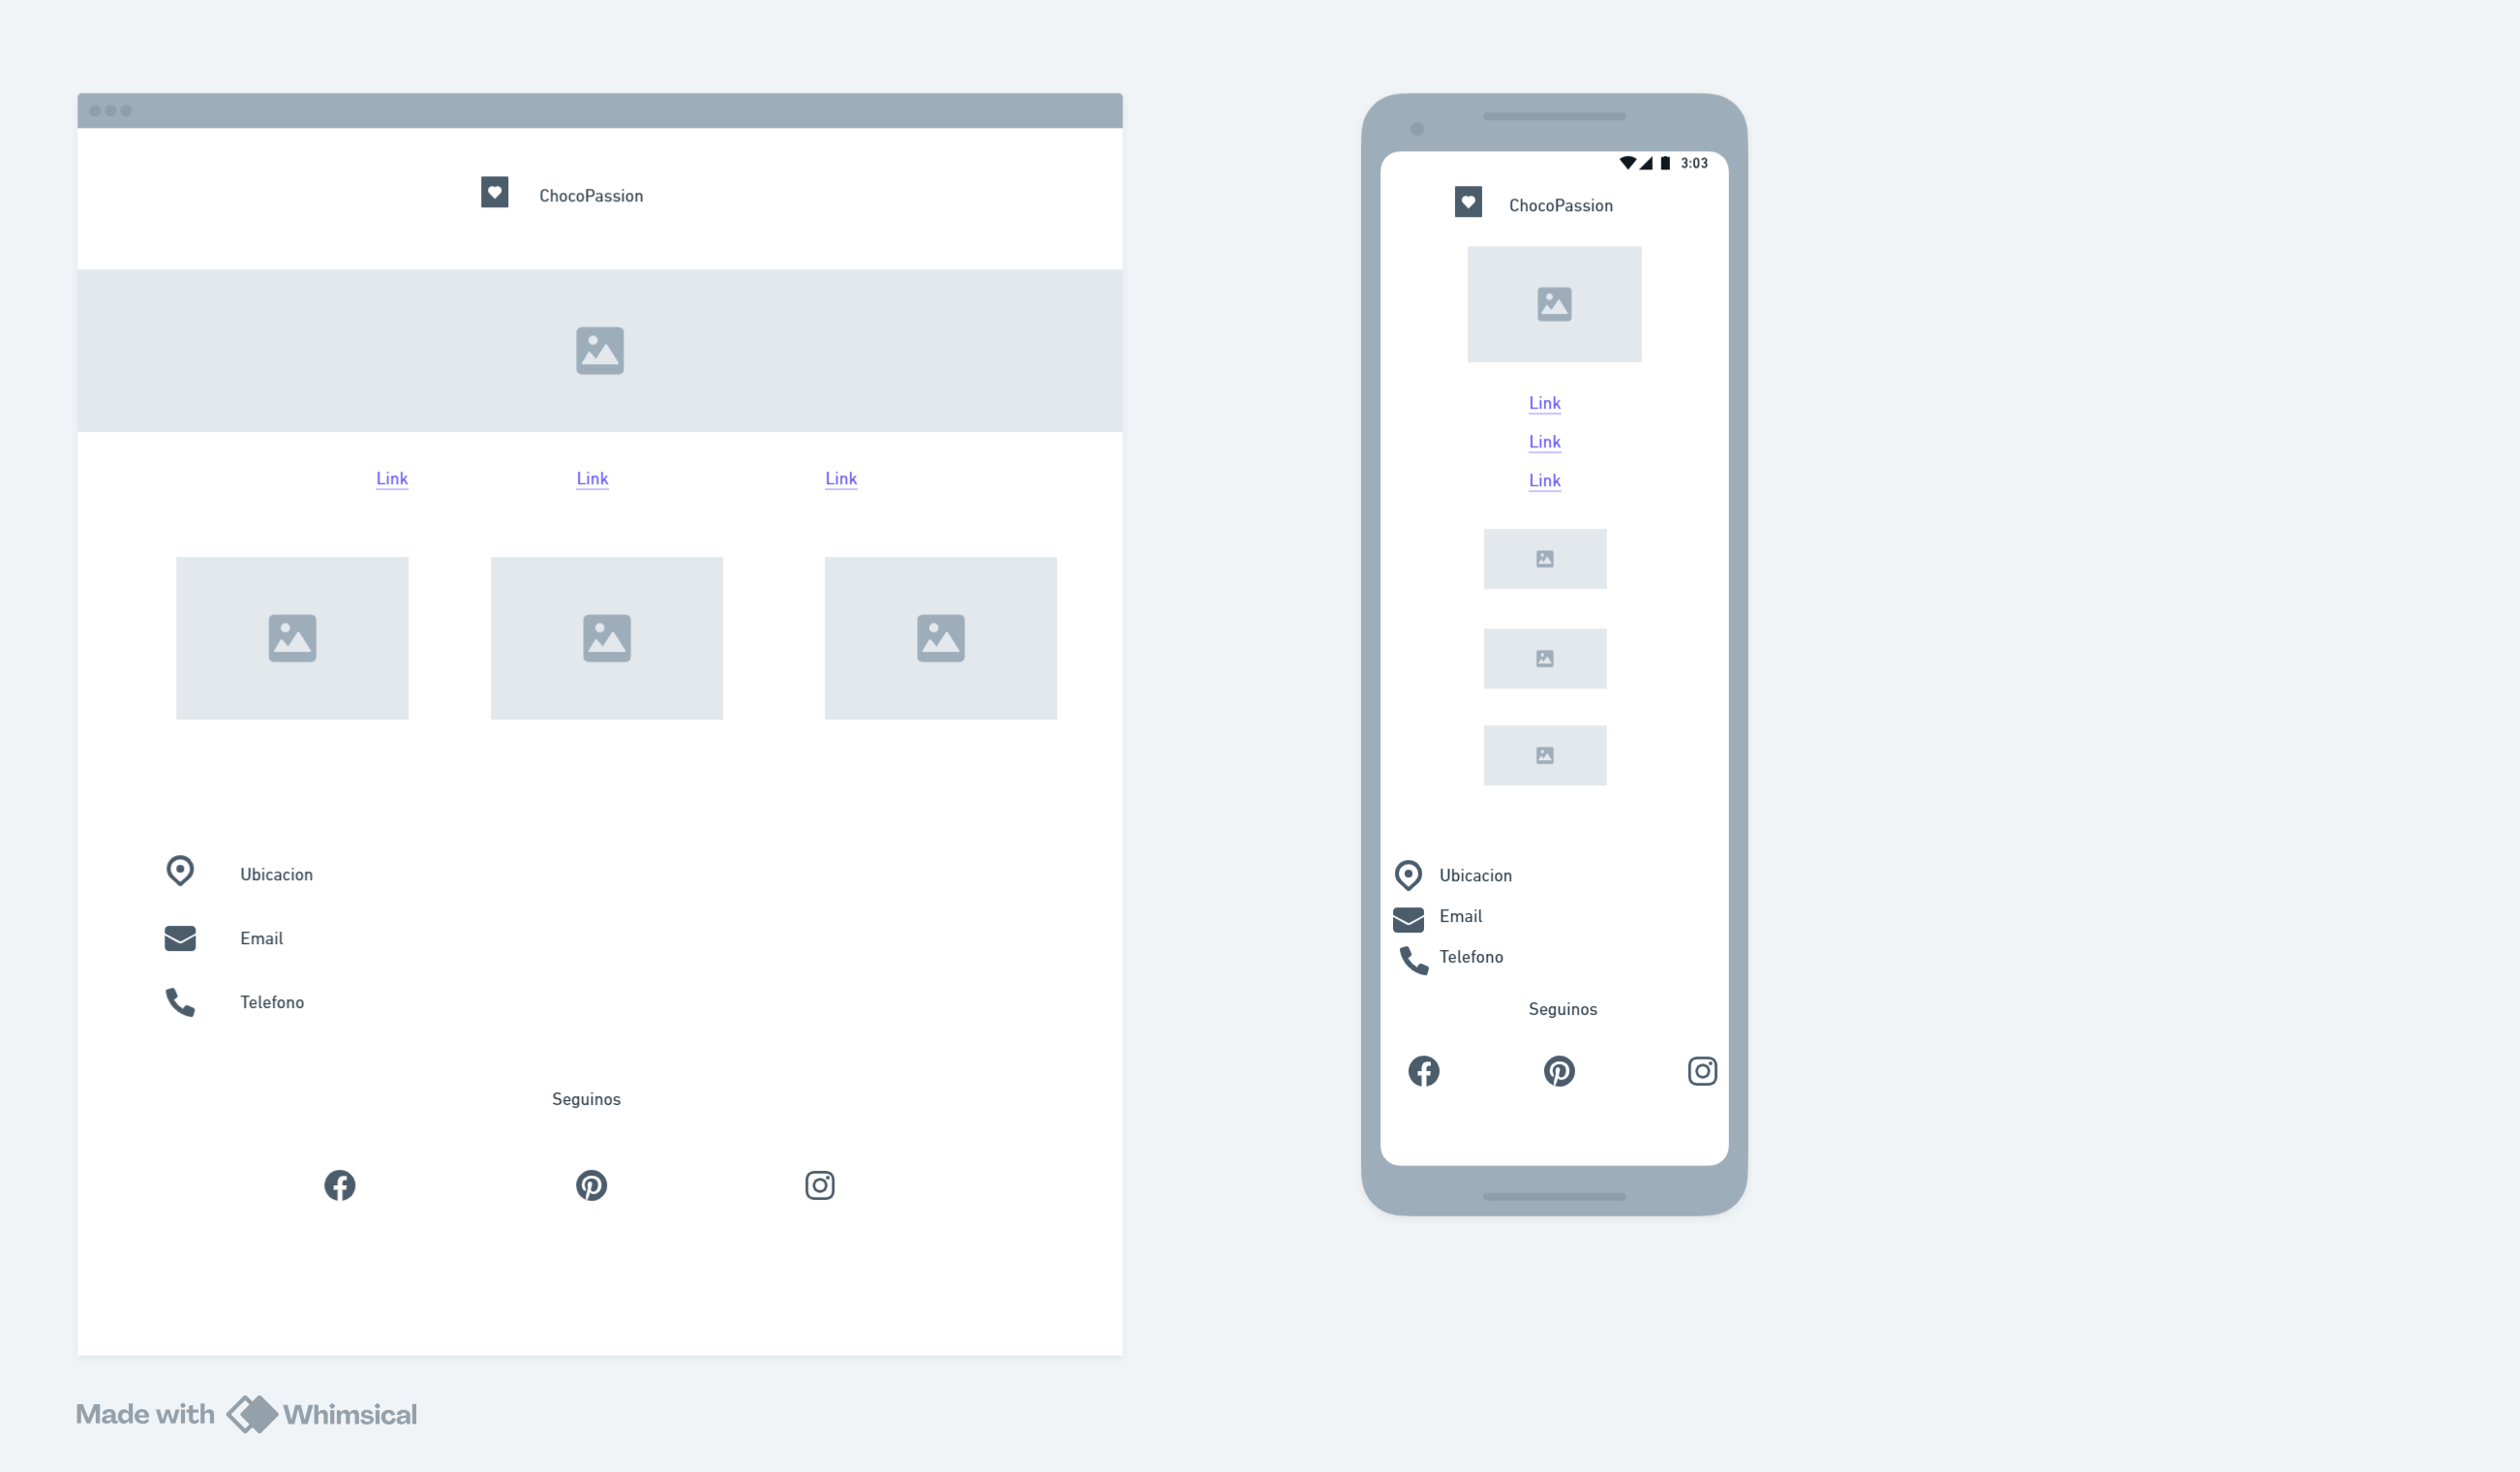 ChocoPassion
Link Link Link
Ubicacion
Email
Telefono
Seguinos
3:03
ChocoPassion
Link
Link
Link
Ubicacion
Email
Telefono
Seguinos
Made with Whimsical